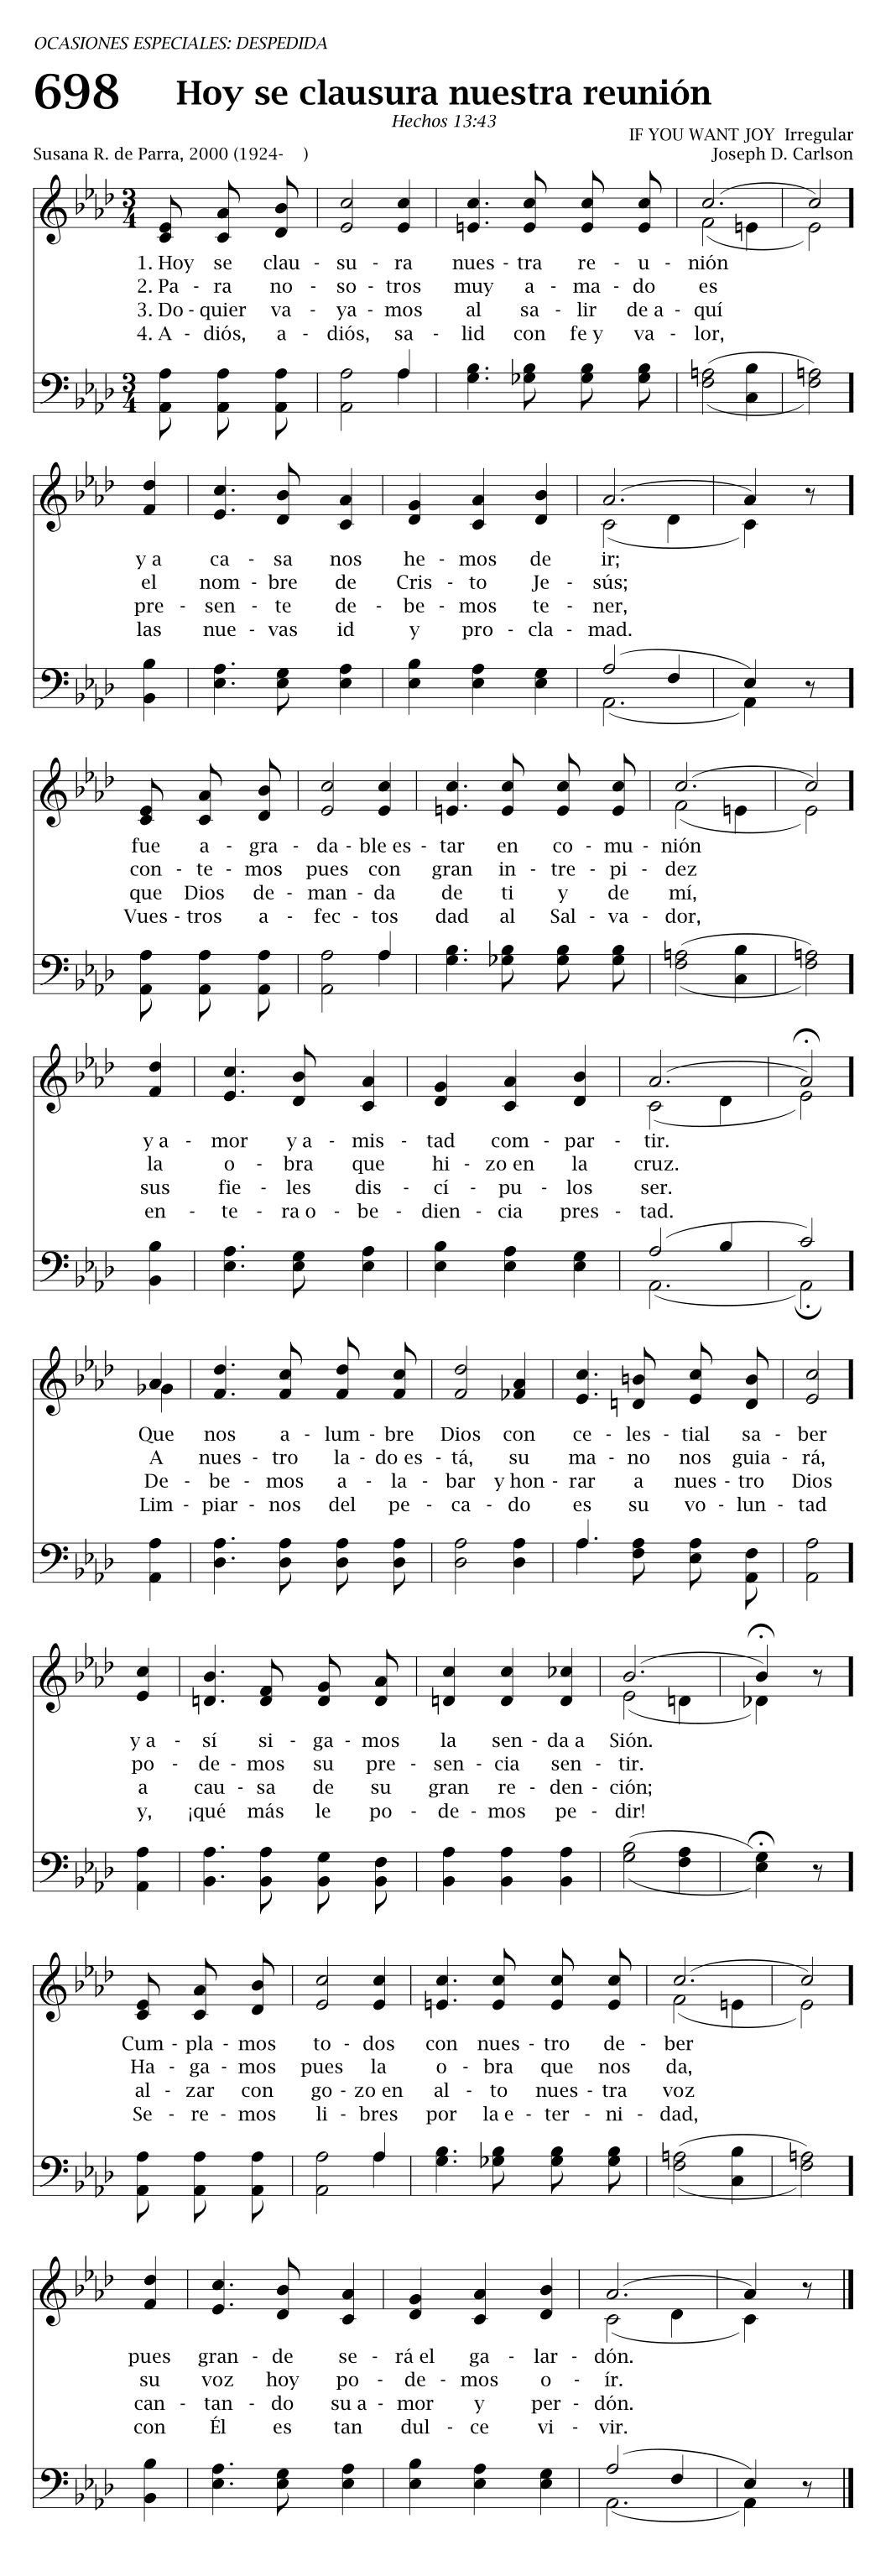 OCASIONES ESPECIALES: DESPEDIDA
698 Hoy se clausura nuestra reunión
Hechos 13:43
IF YOU WANT JOY Irregular
Susana R. de Parra, 2000 (1924- ) Joseph D. Carlson
3 4
1. Hoy se clau - su - ra nues - tra re - u - nión
2. Pa - ra no - so - tros muy a - ma - do es
3. Do - quier va - ya - mos al sa - lir de a - quí
4. A - diós, a - diós, sa - lid con fe y va - lor,
3 4
y a ca - sa nos he - mos de ir;
el nom - bre de Cris - to Je - sús;
pre - sen - te de - be - mos te - ner,
las nue - vas id y pro - cla - mad.
fue a - gra - da - ble es - tar en co - mu - nión
con - te - mos pues con gran in - tre - pi - dez
que Dios de - man - da de ti y de mí,
Vues - tros a - fec - tos dad al Sal - va - dor,
y a - mor y a - mis - tad com - par - tir.
la o - bra que hi - zo en la cruz.
sus fie - les dis - cí - pu - los ser.
en - te - ra o - be - dien - cia pres - tad.
Que nos a - lum - bre Dios con ce - les - tial sa - ber
A nues - tro la - do es - tá, su ma - no nos guia - rá,
De - be - mos a - la - bar y hon - rar a nues - tro Dios
Lim - piar - nos del pe - ca - do es su vo - lun - tad
y a - sí si - ga - mos la sen - da a Sión.
po - de - mos su pre - sen - cia sen - tir.
a cau - sa de su gran re - den - ción;
y, ¡qué más le po - de - mos pe - dir!
Cum - pla - mos to - dos con nues - tro de - ber
Ha - ga - mos pues la o - bra que nos da,
al - zar con go - zo en al - to nues - tra voz
Se - re - mos li - bres por la e - ter - ni - dad,
pues gran - de se - rá el ga - lar - dón.
su voz hoy po - de - mos o - ír.
can - tan - do su a - mor y per - dón.
con Él es tan dul - ce vi - vir.